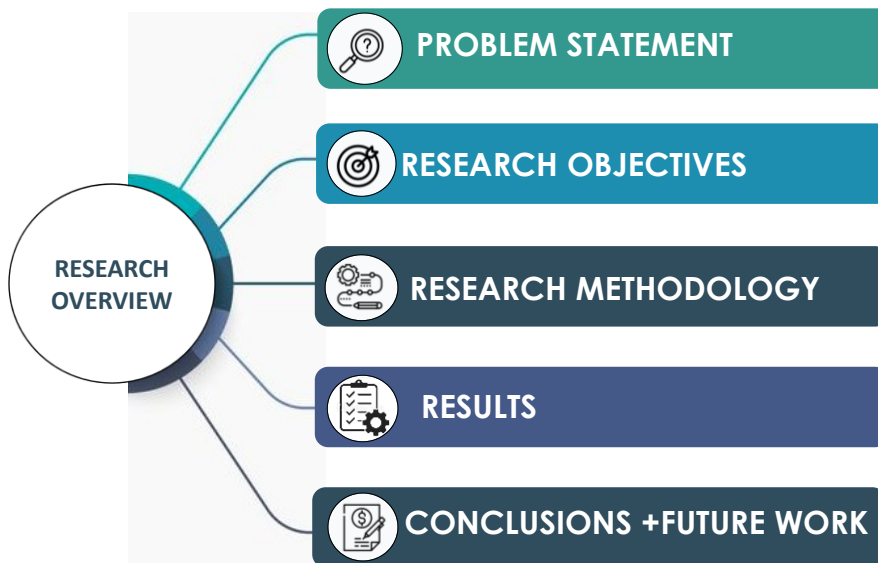 PROBLEM STATEMENT
RESEARCH OBJECTIVES
RESEARCH
OVERVIEW
RESEARCH METHODOLOGY
RESULTS
CONCLUSIONS +FUTURE WORK